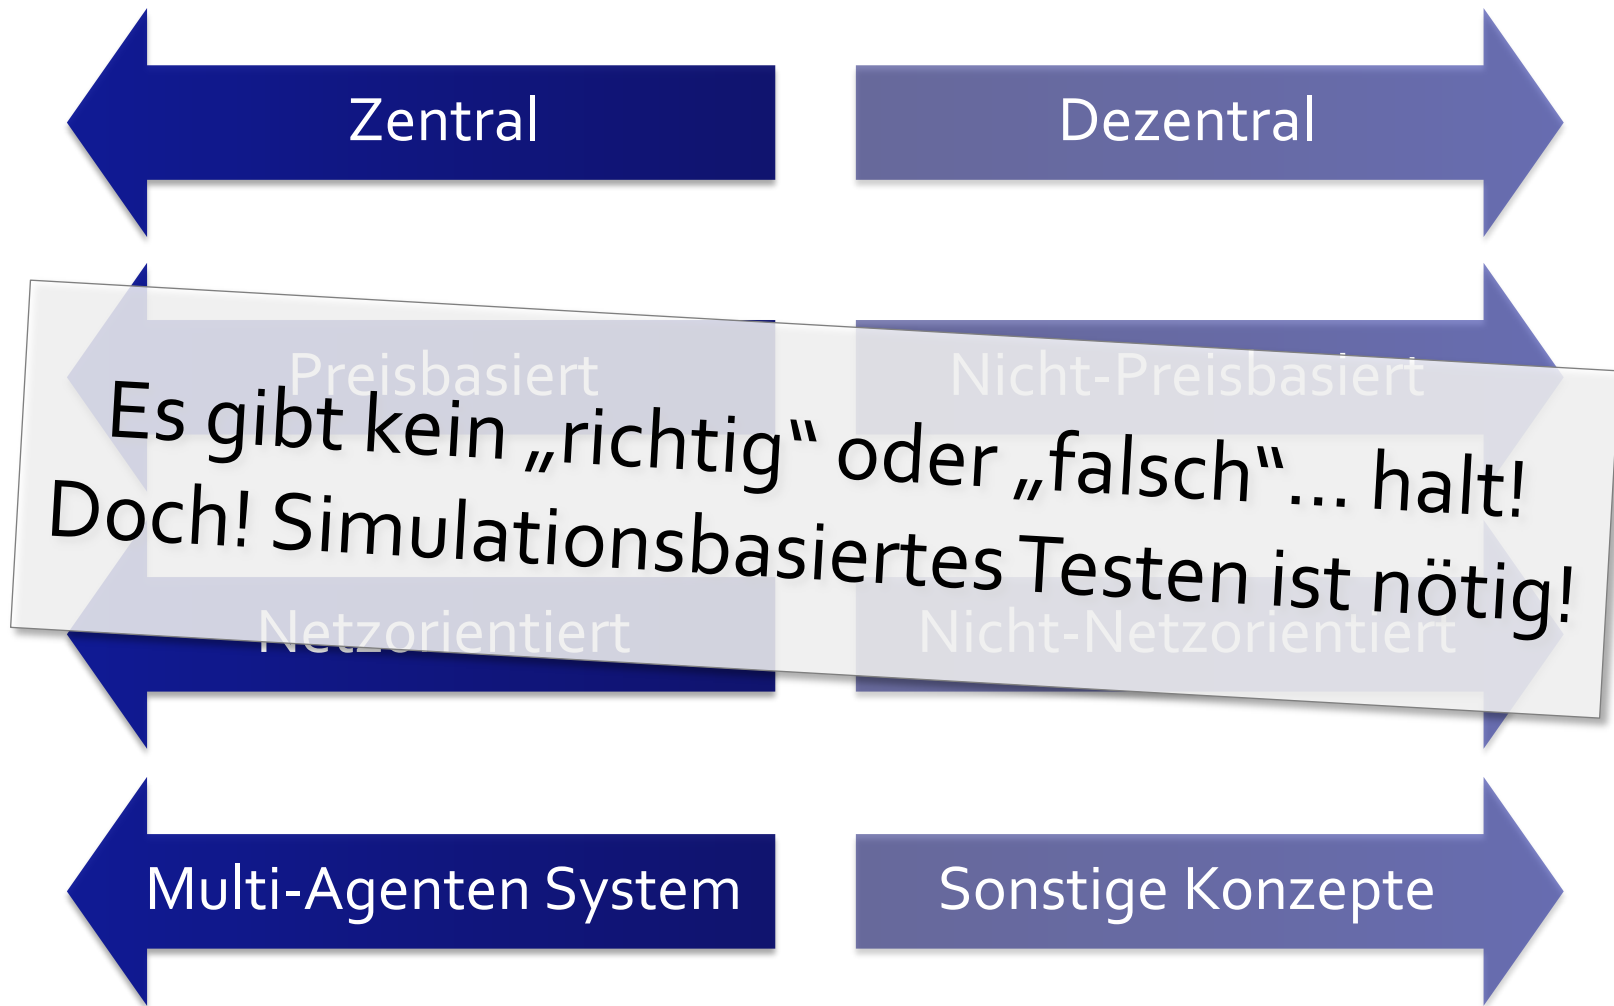 Zentral
Dezentral
Preisbasiert
Nicht-Preisbasiert
Es gibt kein „richtig“ oder „falsch“... halt!
Doch! Simulationsbasiertes Testen ist nötig!
Netzorientiert
Nicht-Netzorientiert
Multi-Agenten System
Sonstige Konzepte